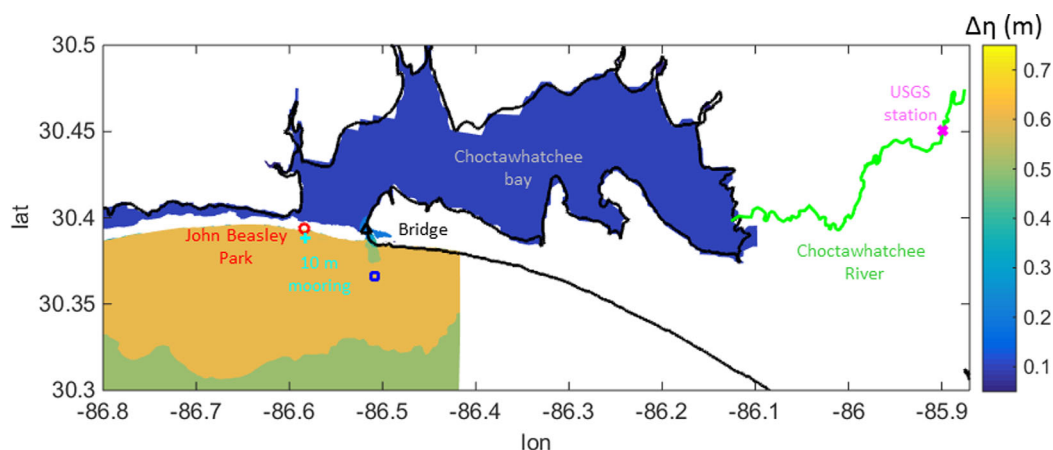 Δη (m)
30.5
30.45
30.4
30.35
30.3
lat
USGS
station
Choctawhatchee
bay
John Beasley
Park
10 m
mooring
Bridge
Choctawhatchee
River
0.7
0.6
0.5
0.4
0.3
0.2
0.1
-86.8 -86.7 -86.6 -86.5 -86.4 -86.3 -86.2 -86.1 -86 -85.9
lon